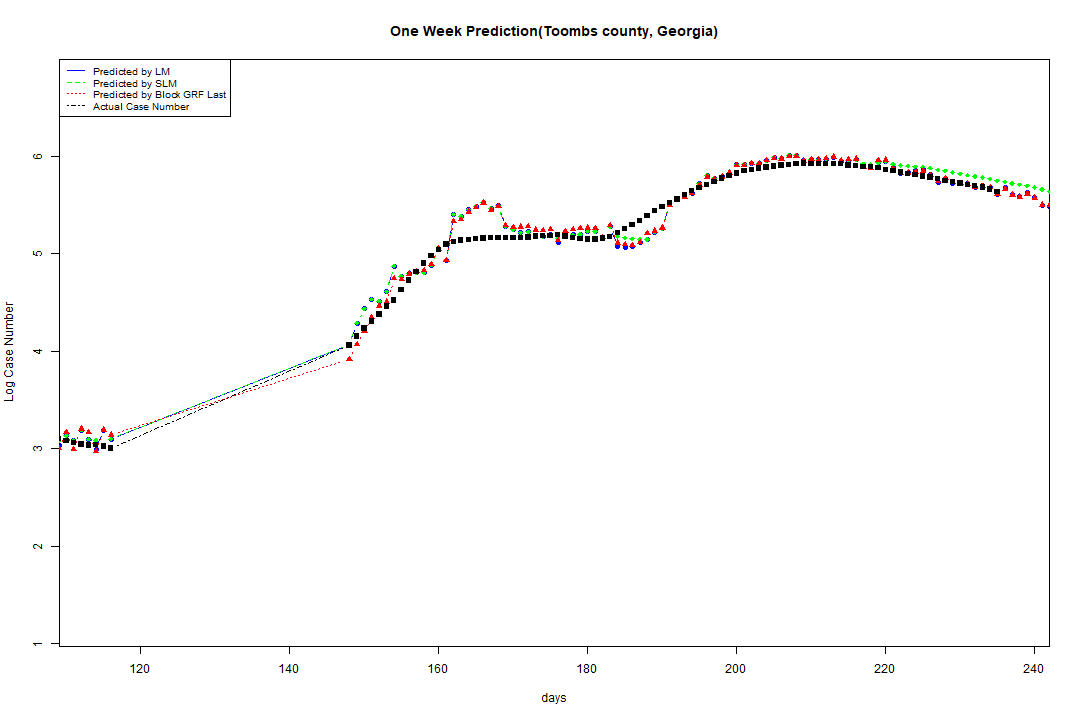 One Week Prediction(Toombs county, Georgia)
Predicted by LM
Predicted by SLM
Predicted by Block GRF Last
Actual Case Number
6
5
4
3
2
1
Log Case Number
120 140 160 180 200 220 240
days